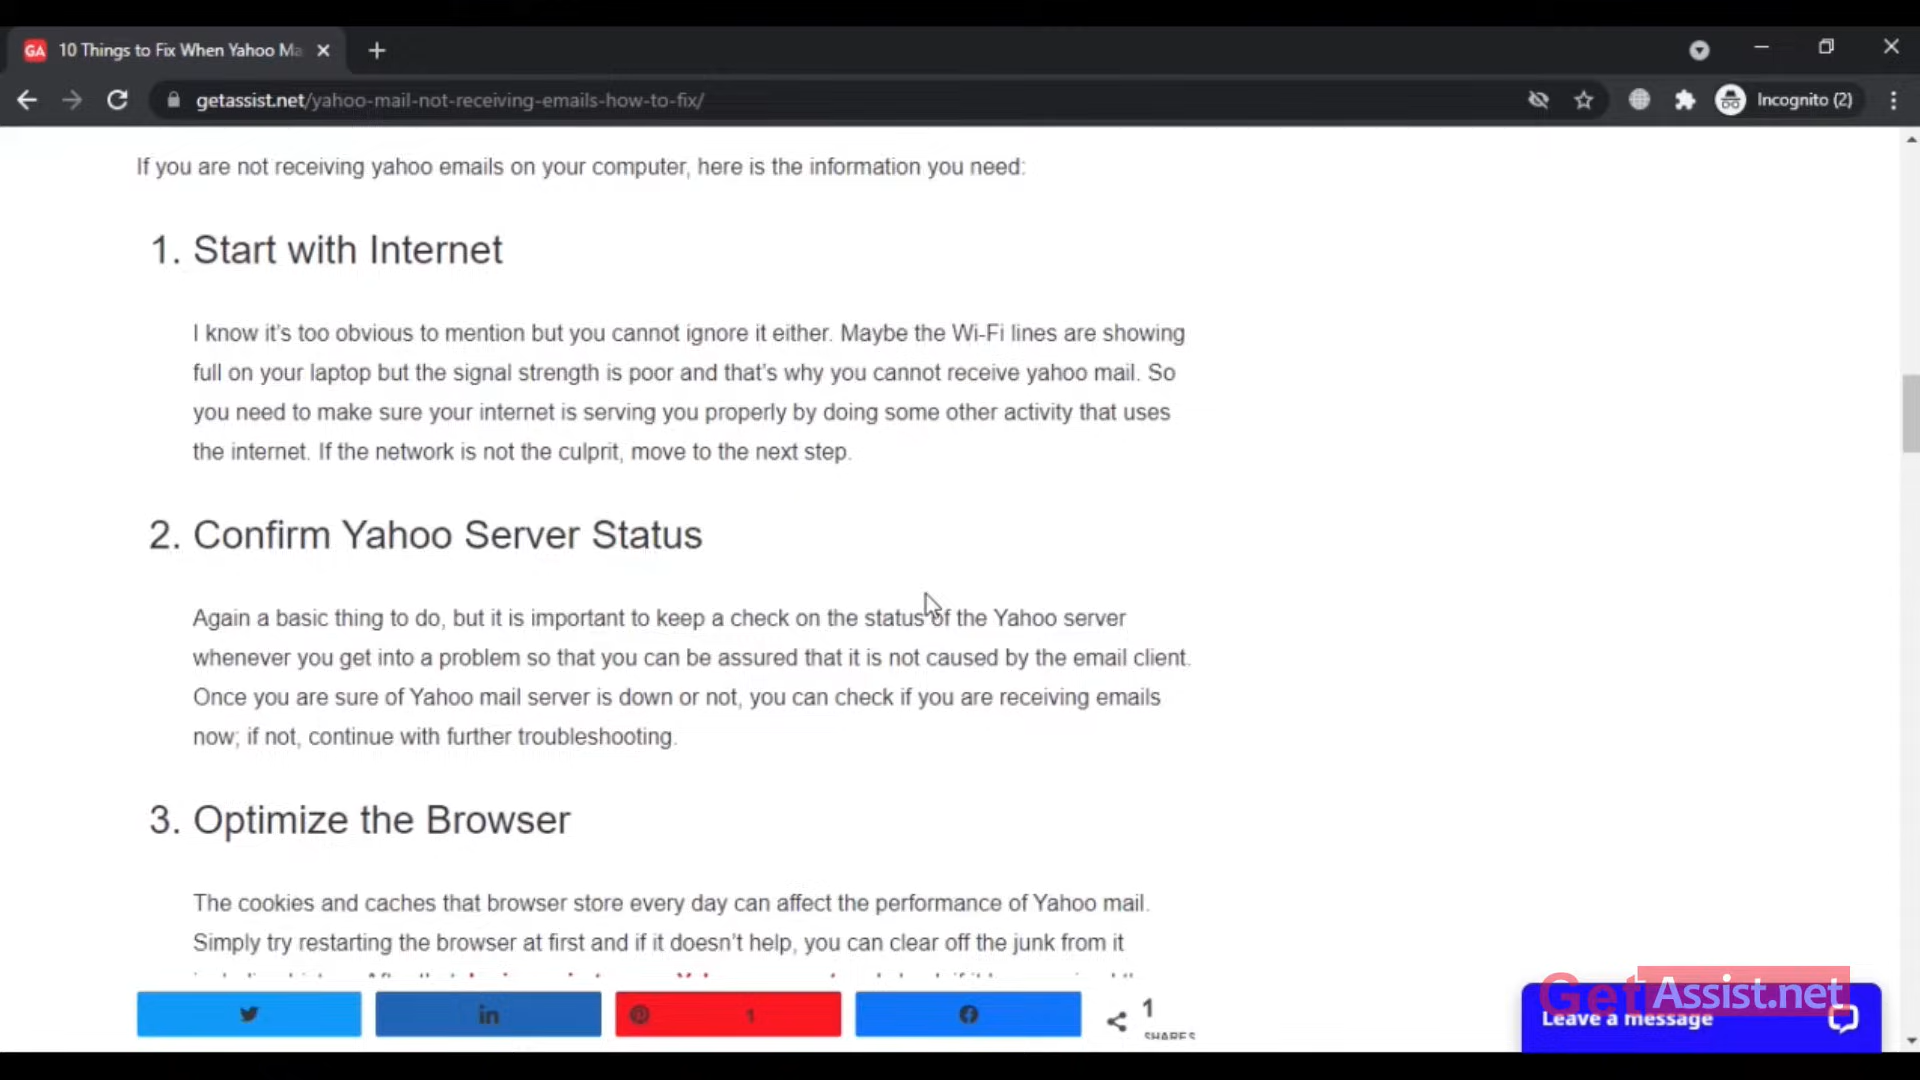 GA 10 Things to Fix When Yahoo Ma
getassist.net/yahoo-mail-not-receiving-emails-how-to-fix/
Incognito (2)
If you are not receiving yahoo emails on your computer, here is the information you need:
1. Start with Internet
I know it's too obvious to mention but you cannot ignore it either. Maybe the Wi-Fi lines are showing
full on your laptop but the signal strength is poor and that's why you cannot receive yahoo mail. So
you need to make sure your internet is serving you properly by doing some other activity that uses
the internet. If the network is not the culprit, move to the next step.
2. Confirm Yahoo Server Status
Again a basic thing to do, but it is important to keep a check on the status of the Yahoo server
whenever you get into a problem so that you can be assured that it is not caused by the email client.
Once you are sure of Yahoo mail server is down or not, you can check if you are receiving emails
now; if not, continue with further troubleshooting.
3. Optimize the Browser
The cookies and caches that browser store every day can affect the performance of Yahoo mail.
Simply try restarting the browser at first and if it doesn't help, you can clear off the junk from it
in
1
1
SHARES
GetAssist.net
Leave a message